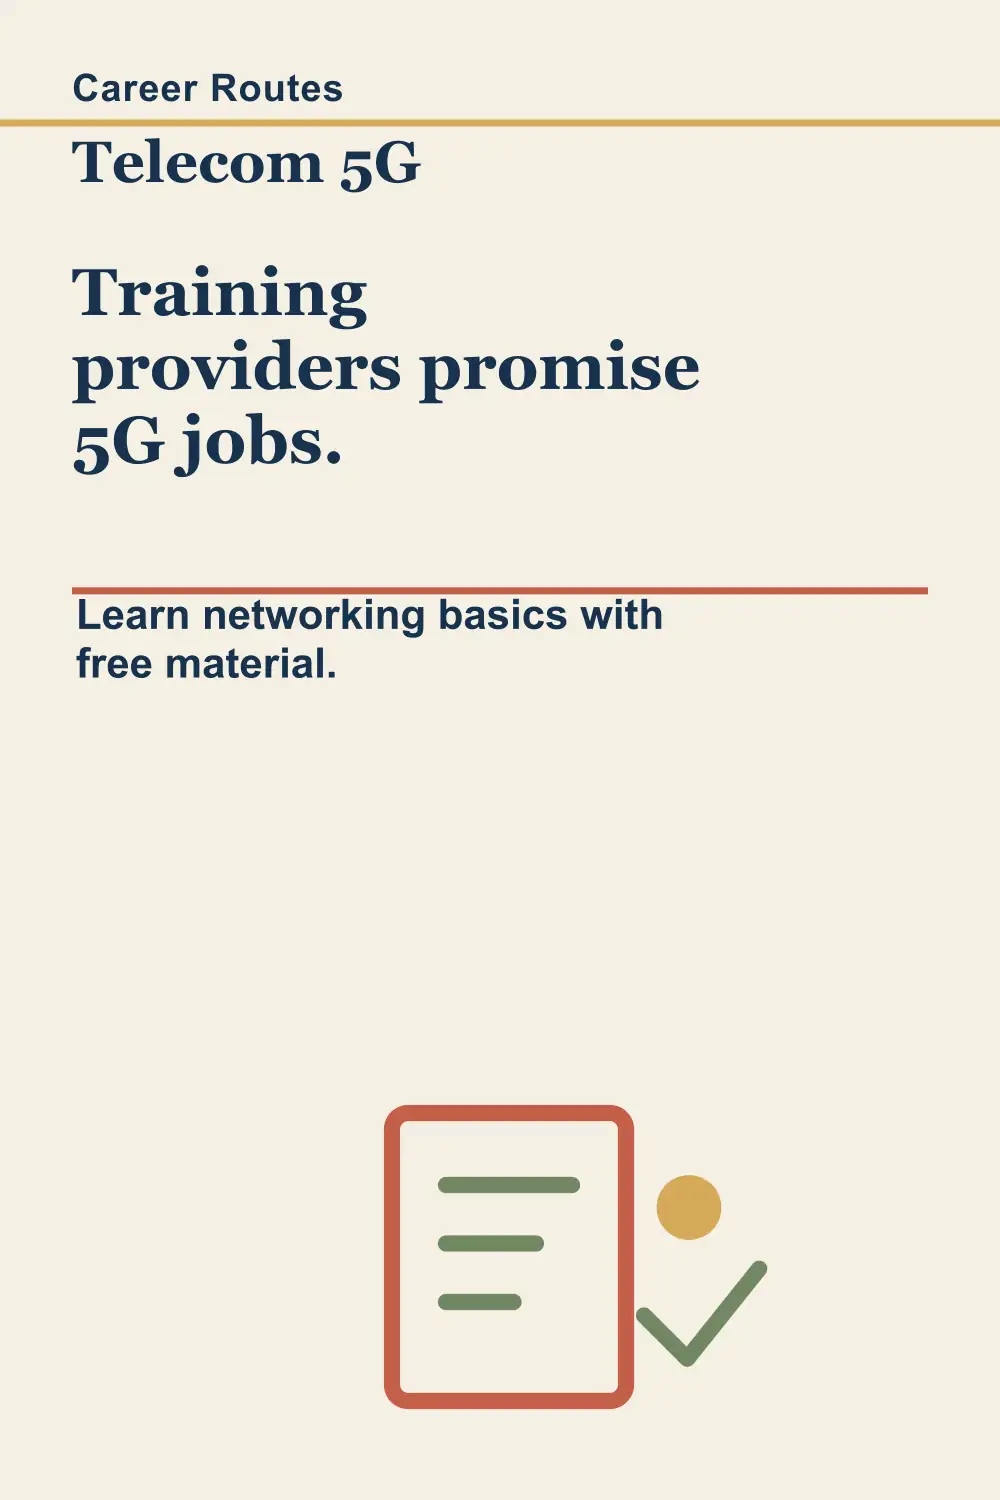 Career Routes
Telecom 5G
Training
providers promise
5G jobs.
Learn networking basics with
free material.